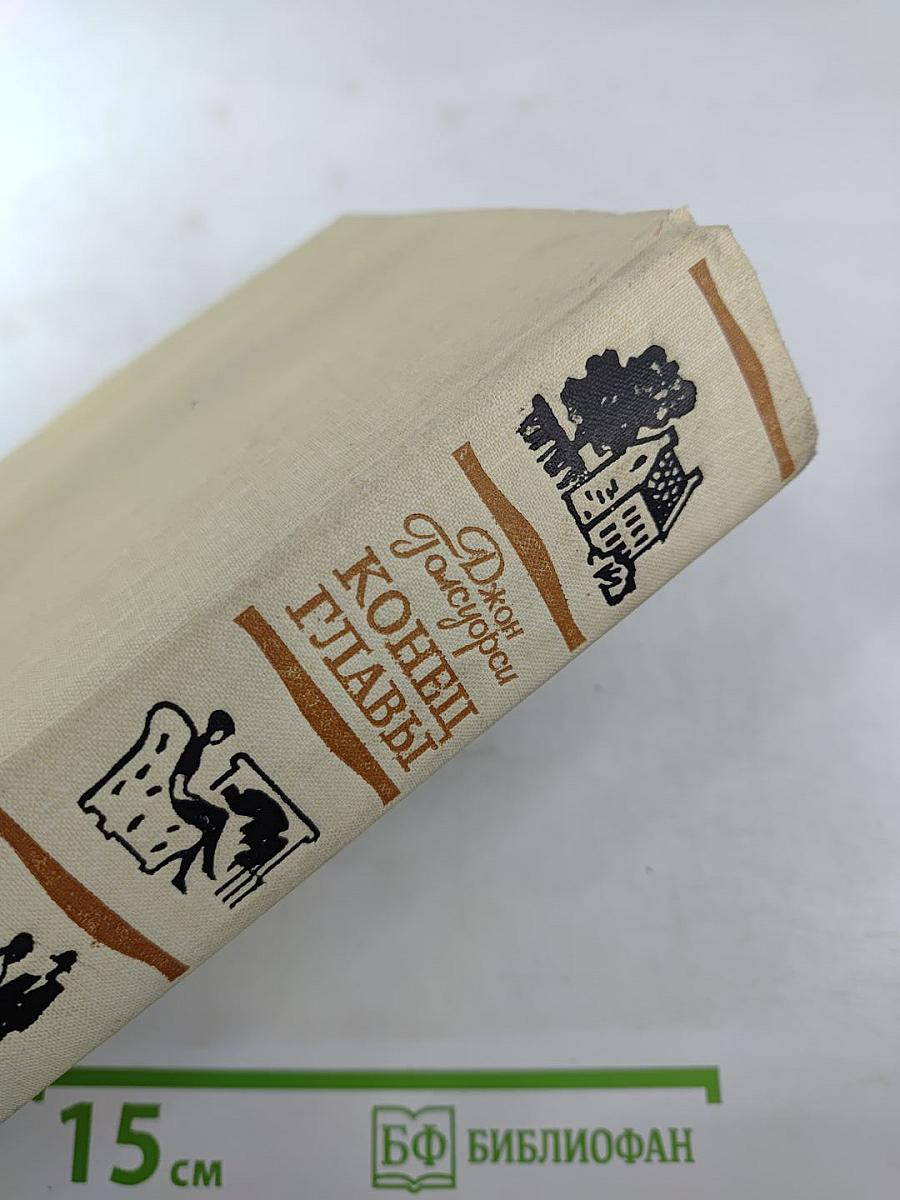 Джон
Голсуорси
КОНЕЦ
ГЛАВЫ
15 см
БФ БИБЛИОФАН